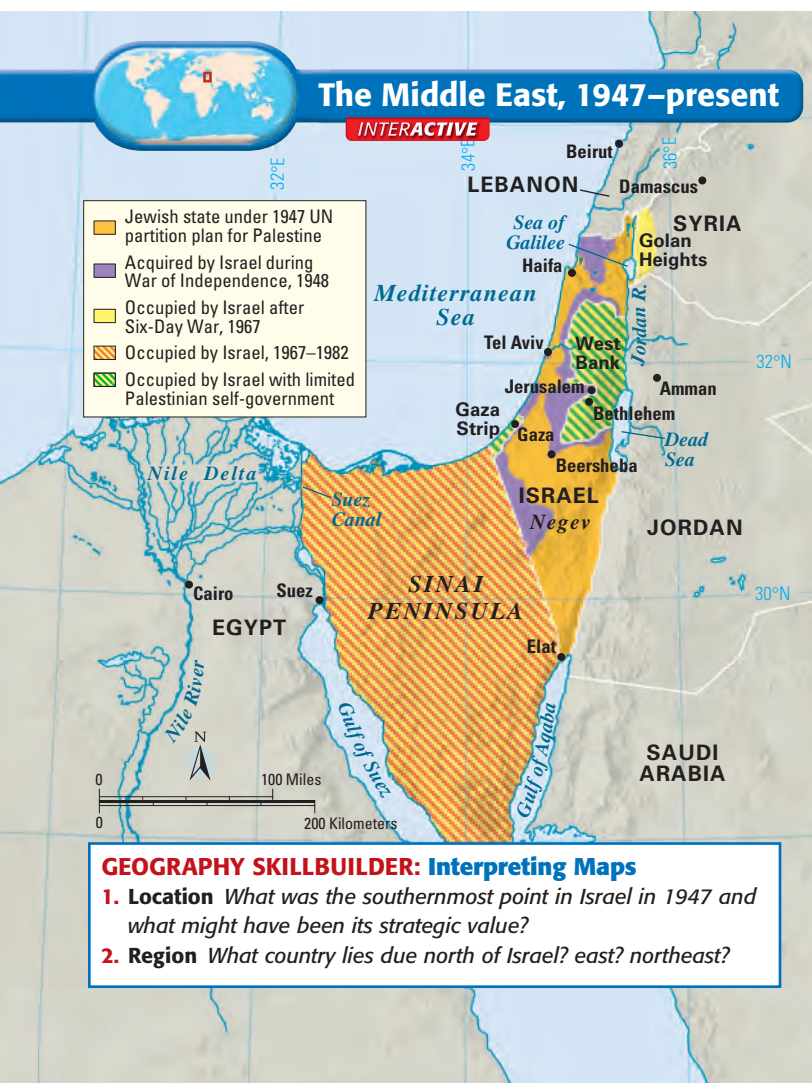 The Middle East, 1947–present
INTERACTIVE
32°E
34°E
36°E
Beirut
LEBANON
Damascus
SYRIA
Sea of
Galilee
Golan
Heights
Haifa
Jewish state under 1947 UN
partition plan for Palestine
Acquired by Israel during
War of Independence, 1948
Occupied by Israel after
Six-Day War, 1967
Occupied by Israel, 1967–1982
Occupied by Israel with limited
Palestinian self-government
Mediterranean
Sea
Jordan R.
Tel Aviv
West
Bank
32°N
Jerusalem
Amman
Gaza
Strip
Bethlehem
Gaza
Dead
Sea
Beersheba
Nile Delta
Suez
Canal
ISRAEL
Negev
JORDAN
Cairo
Suez
SINAI
PENINSULA
30°N
EGYPT
Elat
Nile River
Gulf of Suez
Gulf of Aqaba
SAUDI
ARABIA
N
0 100 Miles
0 200 Kilometers
GEOGRAPHY SKILLBUILDER: Interpreting Maps
1. Location What was the southernmost point in Israel in 1947 and
what might have been its strategic value?
2. Region What country lies due north of Israel? east? northeast?